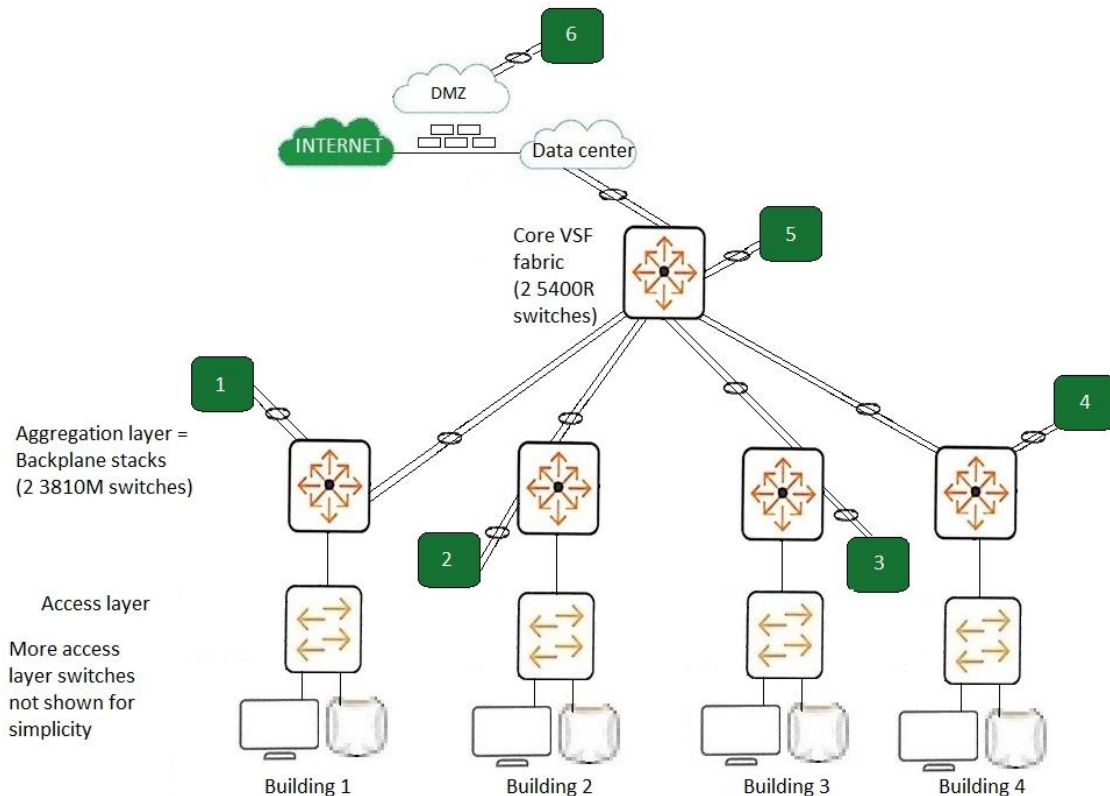 6
DMZ
INTERNET
Data center
Core VSF
fabric
(2 5400R
switches)
5
1
4
Aggregation layer =
Backplane stacks
(2 3810M switches)
2
3
Access layer
More access
layer switches
not shown for
simplicity
Building 1
Building 2
Building 3
Building 4